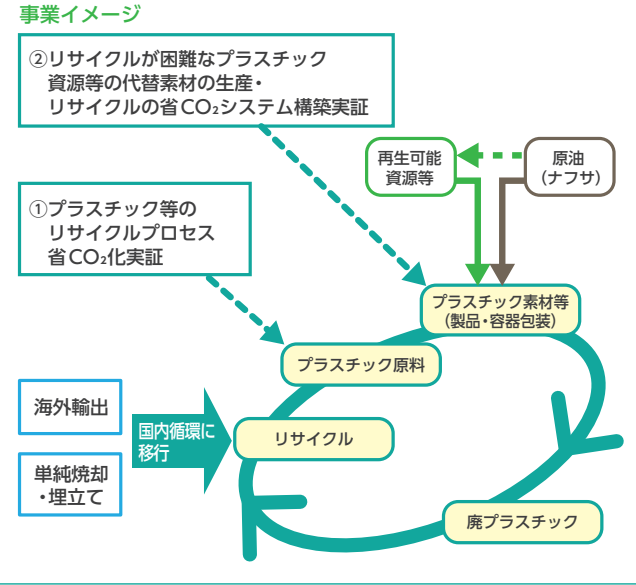 事業イメージ
②リサイクルが困難なプラスチック
資源等の代替素材の生産・
リサイクルの省CO₂システム構築実証
再生可能
資源等
原油
（ナフサ）
①プラスチック等の
リサイクルプロセス
省CO₂化実証
プラスチック素材等
（製品・容器包装）
プラスチック原料
海外輸出
国内循環に
移行
リサイクル
単純焼却
・埋立て
廃プラスチック